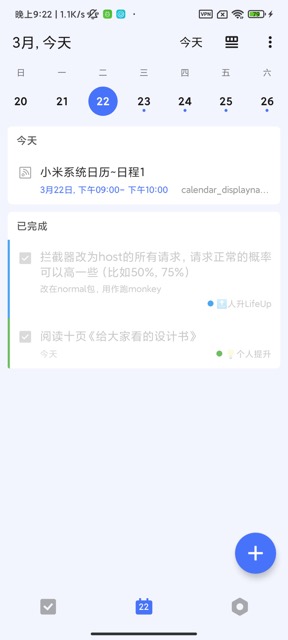 晚上9:22 | 1.1K/s
VPN
79
3月, 今天
今天
日 一 二 三 四 五 六
20 21 22 23 24 25 26
今天
小米系统日历~日程1
3月22日, 下午09:00~ 下午10:00
calendar_displayna...
已完成
拦截器改为host的所有请求，请求正常的概率
可以高一些 (比如50%, 75%)
改在normal包，用作跑monkey
人升LifeUp
阅读十页《给大家看的设计书》
今天
个人提升
22